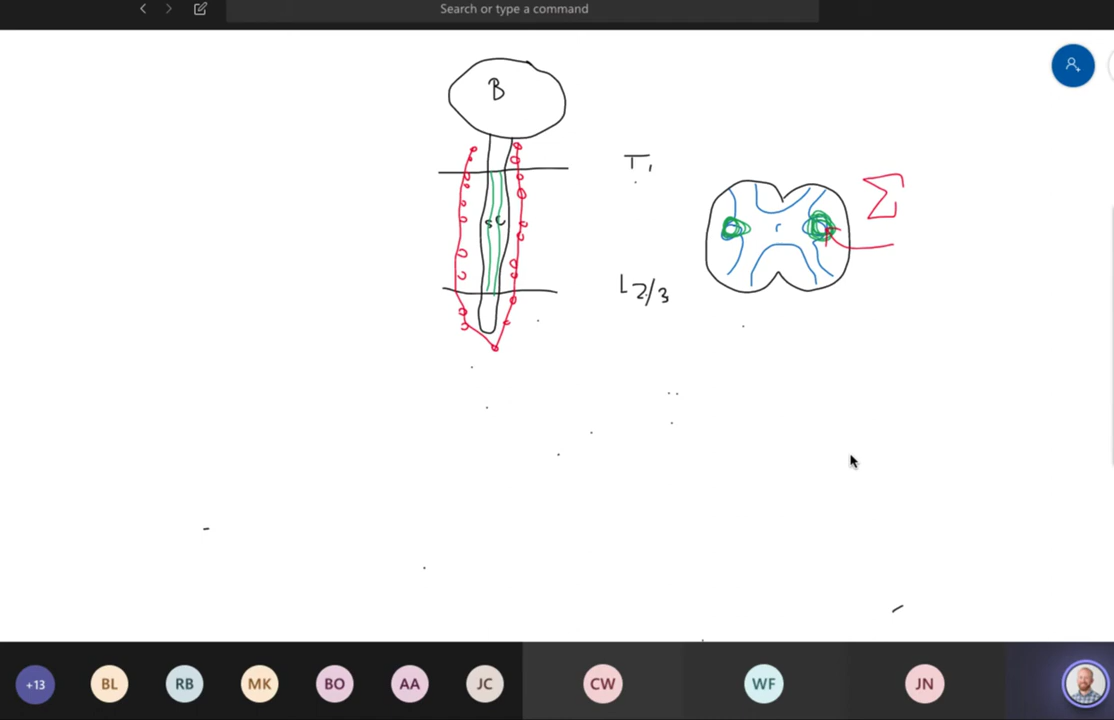 Search or type a command
B
T1
Σ
SC
L2/3
+13
BL
RB
MK
BO
AA
JC
CW
WF
JN